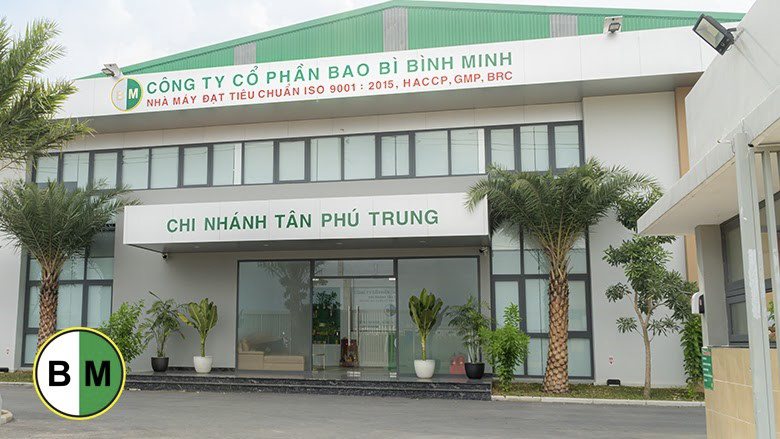 BM
CÔNG TY CỔ PHẦN BAO BÌ BÌNH MINH
NHÀ MÁY ĐẠT TIÊU CHUẨN ISO 9001 : 2015, HACCP, GMP, BRC
CHI NHÁNH TÂN PHÚ TRUNG
B M